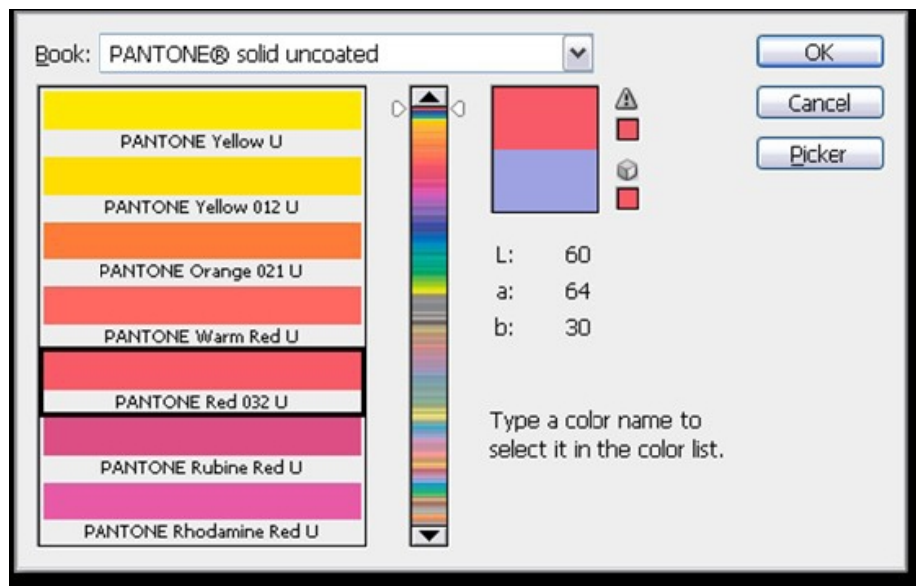 Book: PANTONE® solid uncoated
OK
Cancel
Picker
PANTONE Yellow U
PANTONE Yellow 012 U
PANTONE Orange 021 U
PANTONE Warm Red U
PANTONE Red 032 U
PANTONE Rubine Red U
PANTONE Rhodamine Red U
L: 60
a: 64
b: 30
Type a color name to
select it in the color list.